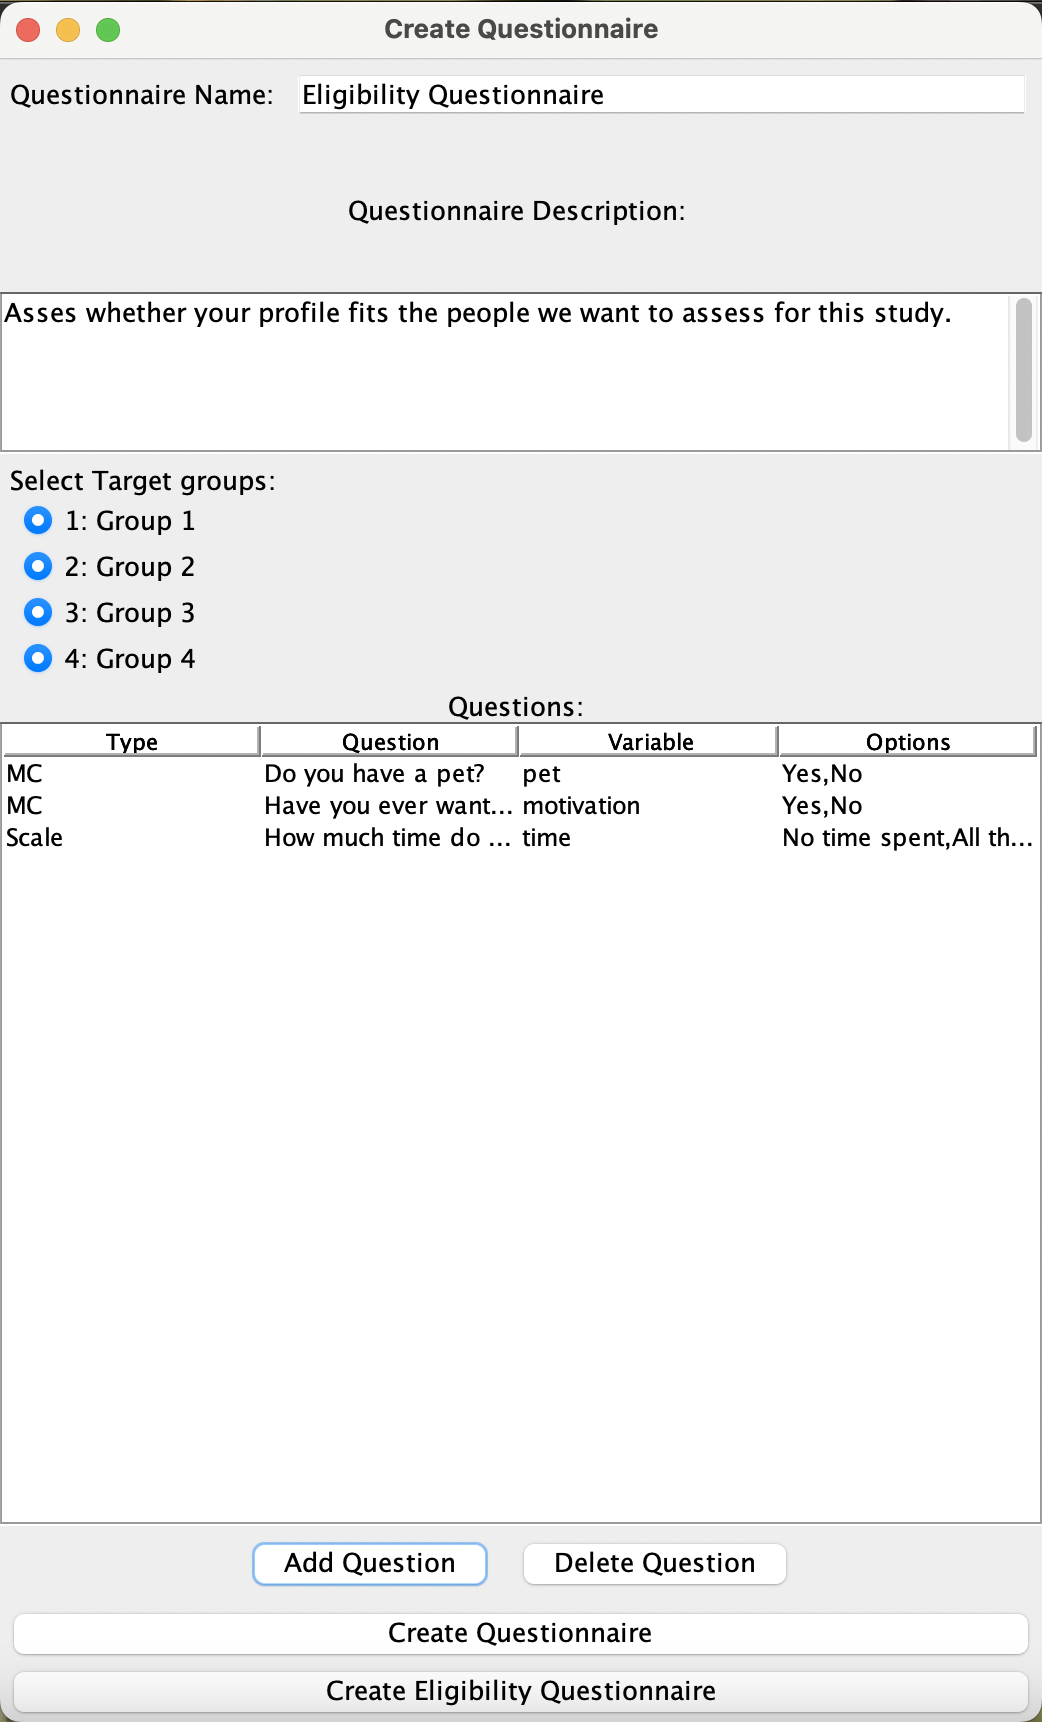 Create Questionnaire
Questionnaire Name: Eligibility Questionnaire
Questionnaire Description:
Asses whether your profile fits the people we want to assess for this study.
Select Target groups:
1: Group 1
2: Group 2
3: Group 3
4: Group 4
Questions:
Type Question Variable Options
MC Do you have a pet? pet Yes,No
MC Have you ever want... motivation Yes,No
Scale How much time do ... time No time spent,All th...
Add Question Delete Question
Create Questionnaire
Create Eligibility Questionnaire